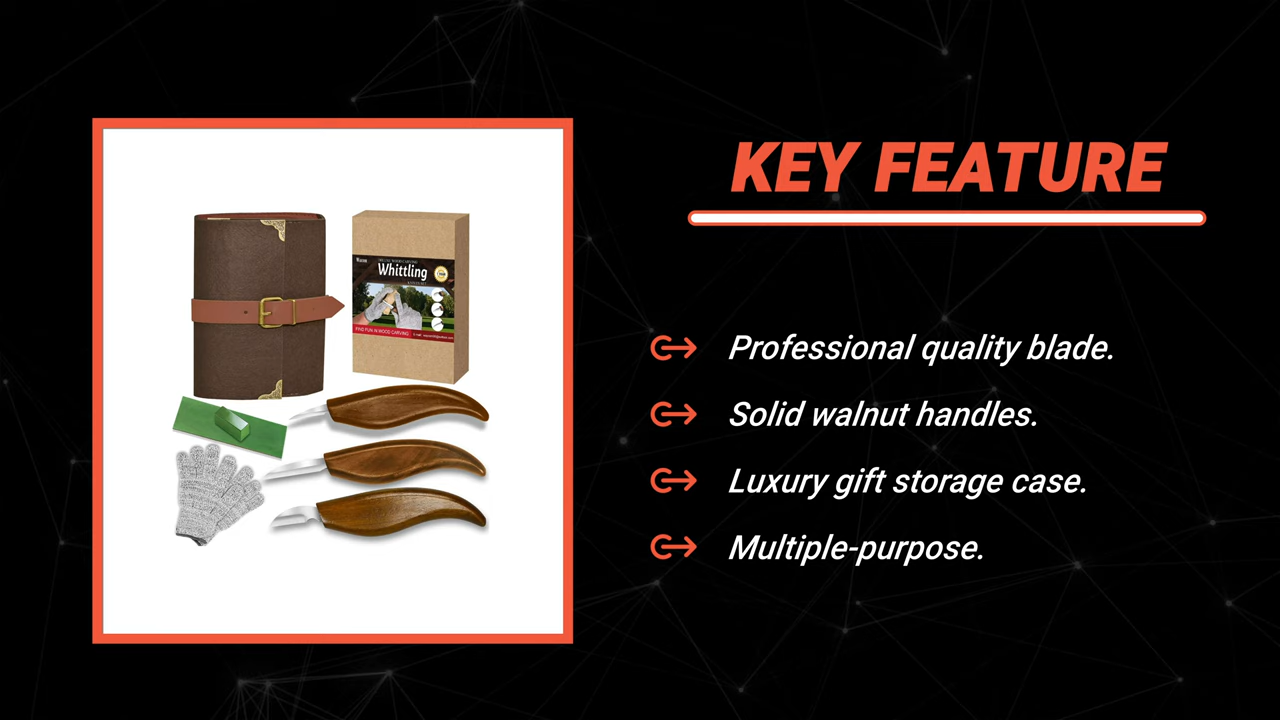 KEY FEATURE
Professional quality blade.
Solid walnut handles.
Luxury gift storage case.
Multiple-purpose.
Whittling
FIND FUN IN WOOD CARVING